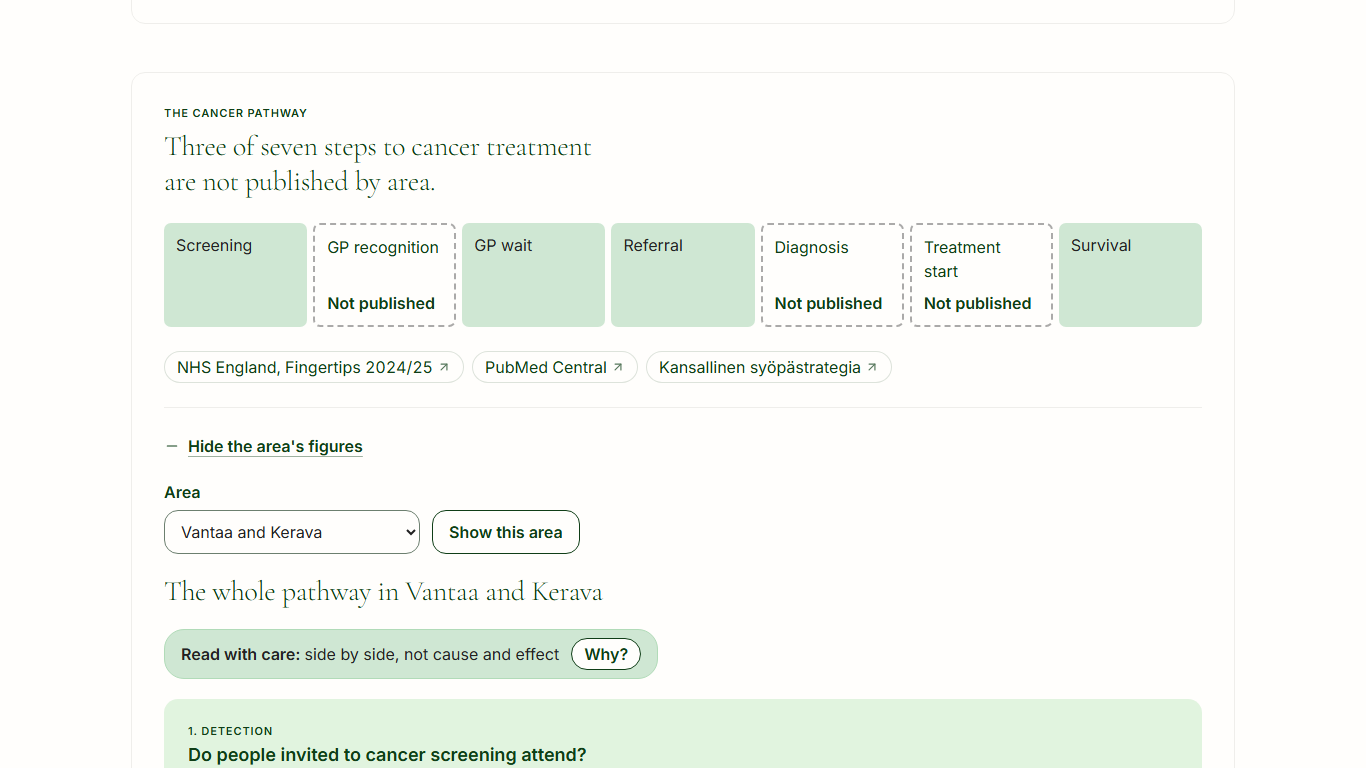 THE CANCER PATHWAY
Three of seven steps to cancer treatment
are not published by area.
Screening
GP recognition
Not published
GP wait
Referral
Diagnosis
Not published
Treatment
start
Not published
Survival
NHS England, Fingertips 2024/25 ↗
PubMed Central ↗
Kansallinen syöpästrategia ↗
− Hide the area's figures
Area
Vantaa and Kerava
Show this area
The whole pathway in Vantaa and Kerava
Read with care: side by side, not cause and effect
Why?
1. DETECTION
Do people invited to cancer screening attend?